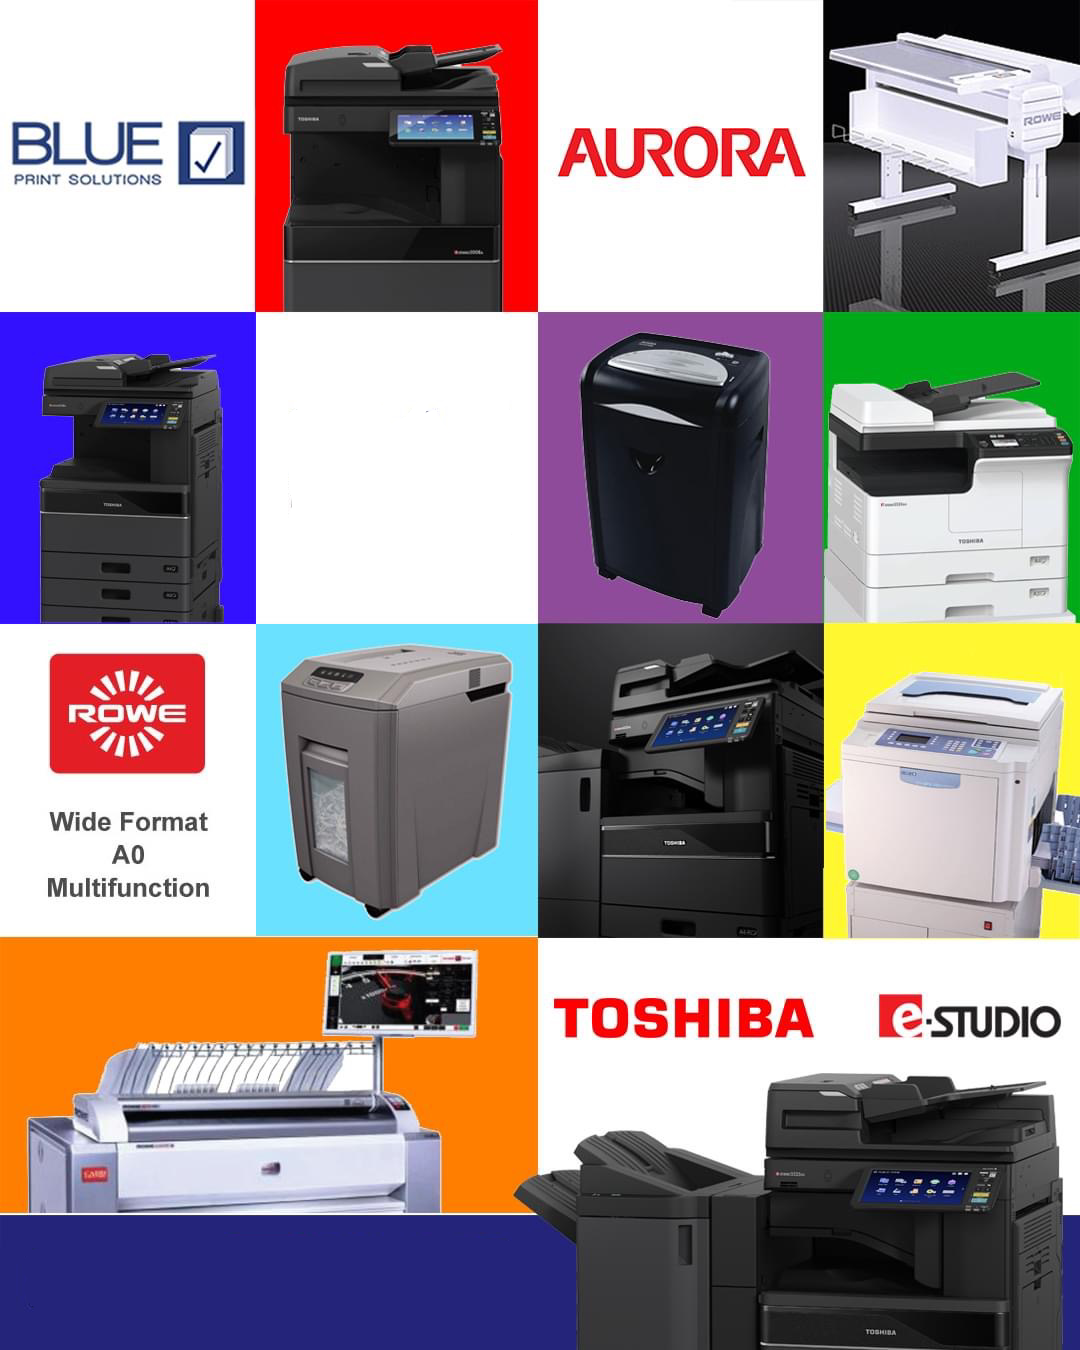 BLUE
PRINT SOLUTIONS
TOSHIBA
AURORA
ROWE
TOSHIBA
TOSHIBA
ROWE
Wide Format
A0
Multifunction
TOSHIBA
TOSHIBA
e-STUDIO
TOSHIBA